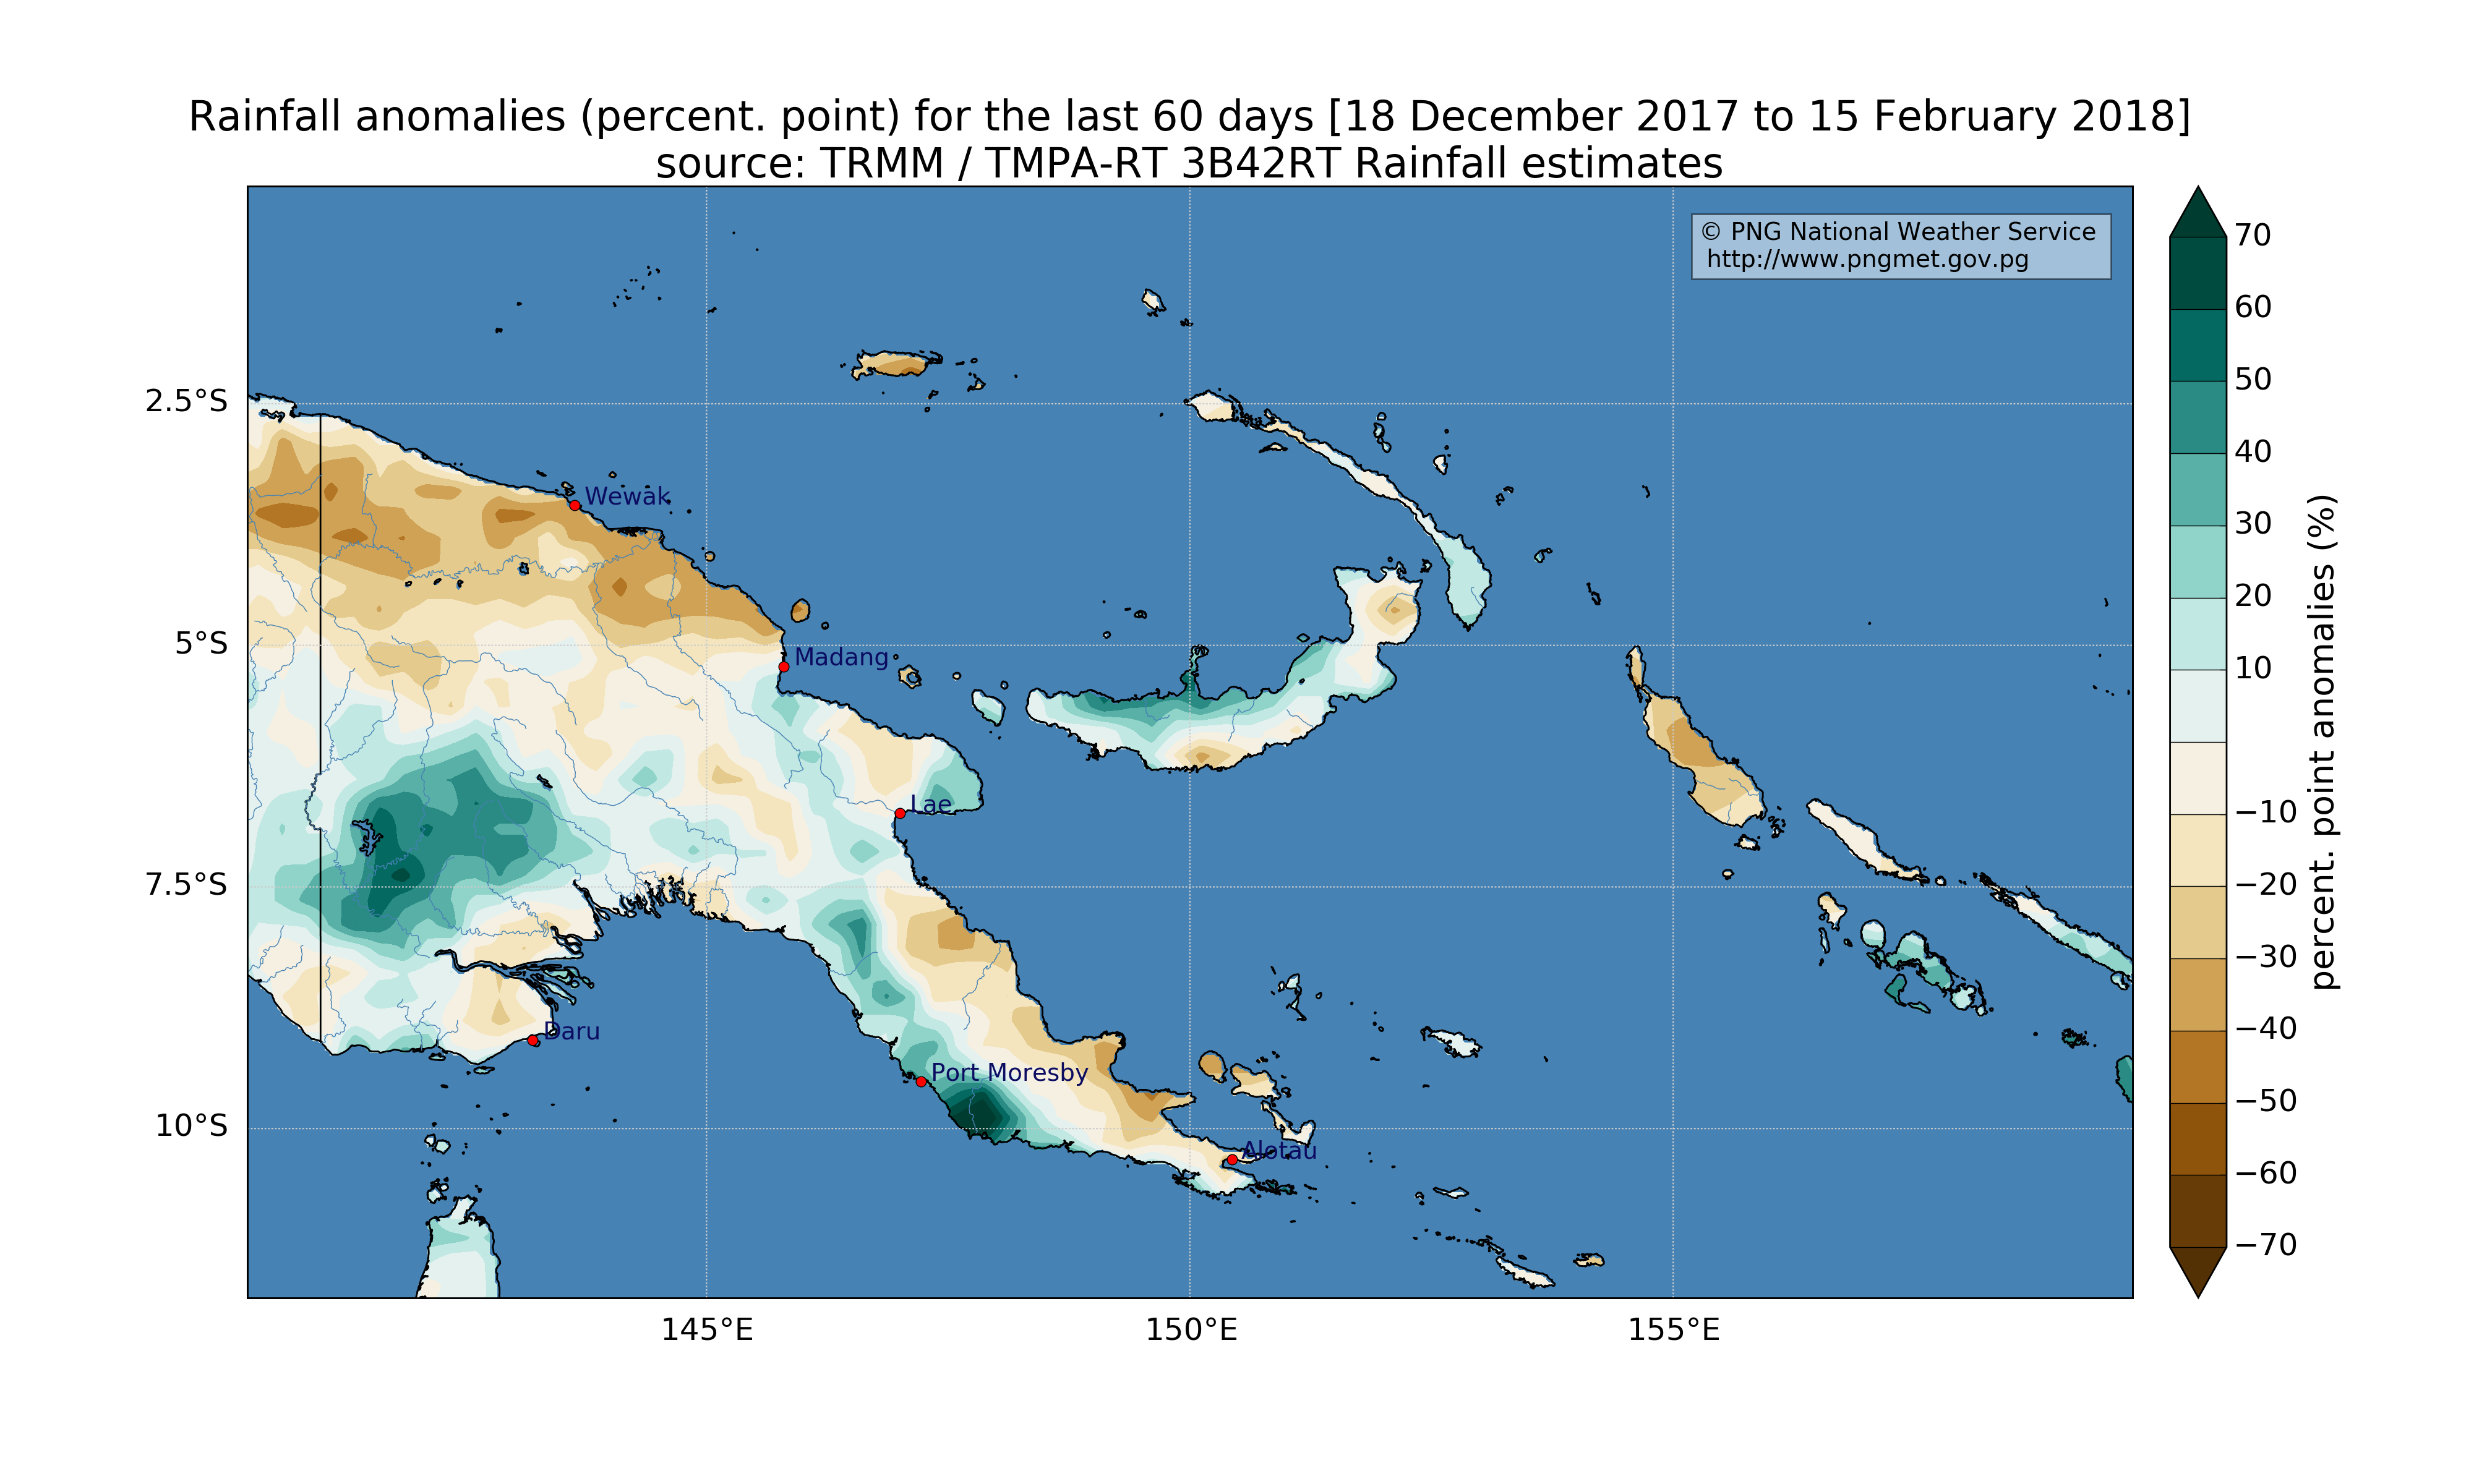 Rainfall anomalies (percent. point) for the last 60 days [18 December 2017 to 15 February 2018]
source: TRMM / TMPA-RT 3B42RT Rainfall estimates
© PNG National Weather Service
http://www.pngmet.gov.pg
2.5°S
5°S
7.5°S
10°S
145°E
150°E
155°E
Wewak
Madang
Lae
Daru
Port Moresby
Alotau
70
60
50
40
30
20
10
−10
−20
−30
−40
−50
−60
−70
percent. point anomalies (%)